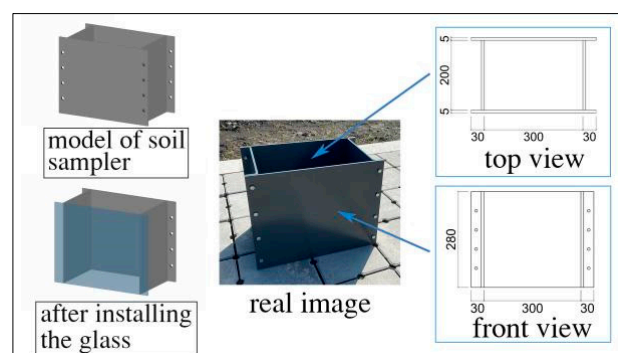 model of soil
sampler
after installing
the glass
real image
5
200
5
30
300
30
top view
280
30
300
30
front view